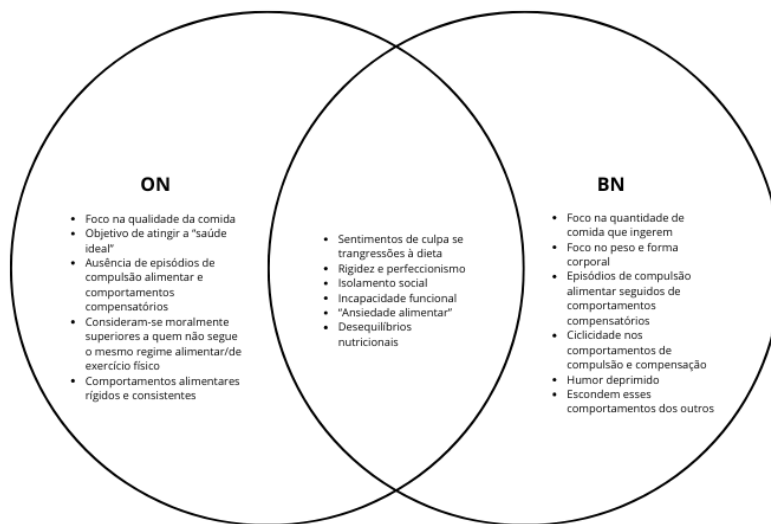 ON
• Foco na qualidade da comida
• Objetivo de atingir a “saúde
ideal”
• Ausência de episódios de
compulsão alimentar e
comportamentos
compensatórios
• Consideram-se moralmente
superiores a quem não segue
o mesmo regime alimentar/de
exercício físico
• Comportamentos alimentares
rígidos e consistentes
• Sentimentos de culpa se
trangressões à dieta
• Rigidez e perfeccionismo
• Isolamento social
• Incapacidade funcional
• “Ansiedade alimentar”
• Desequilíbrios
nutricionais
BN
• Foco na quantidade de
comida que ingerem
• Foco no peso e forma
corporal
• Episódios de compulsão
alimentar seguidos de
comportamentos
compensatórios
• Ciclicidade nos
comportamentos de
compulsão e compensação
• Humor deprimido
• Escondem esses
comportamentos dos outros